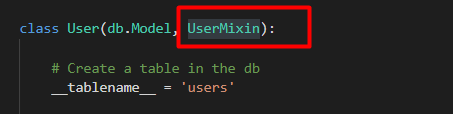 class User(db.Model, UserMixin):
# Create a table in the db
__tablename__ = 'users'